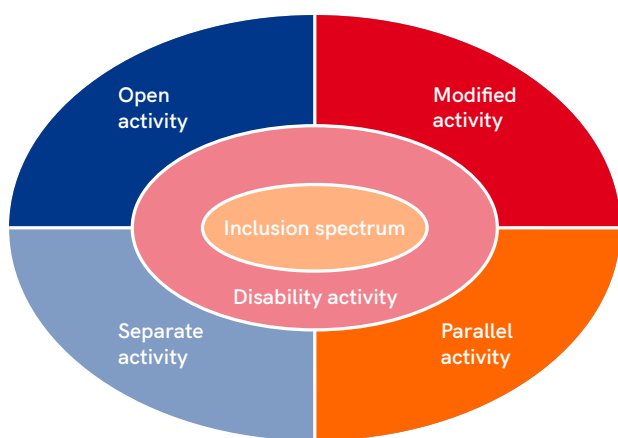 Open
activity
Modified
activity
Inclusion spectrum
Disability activity
Separate
activity
Parallel
activity